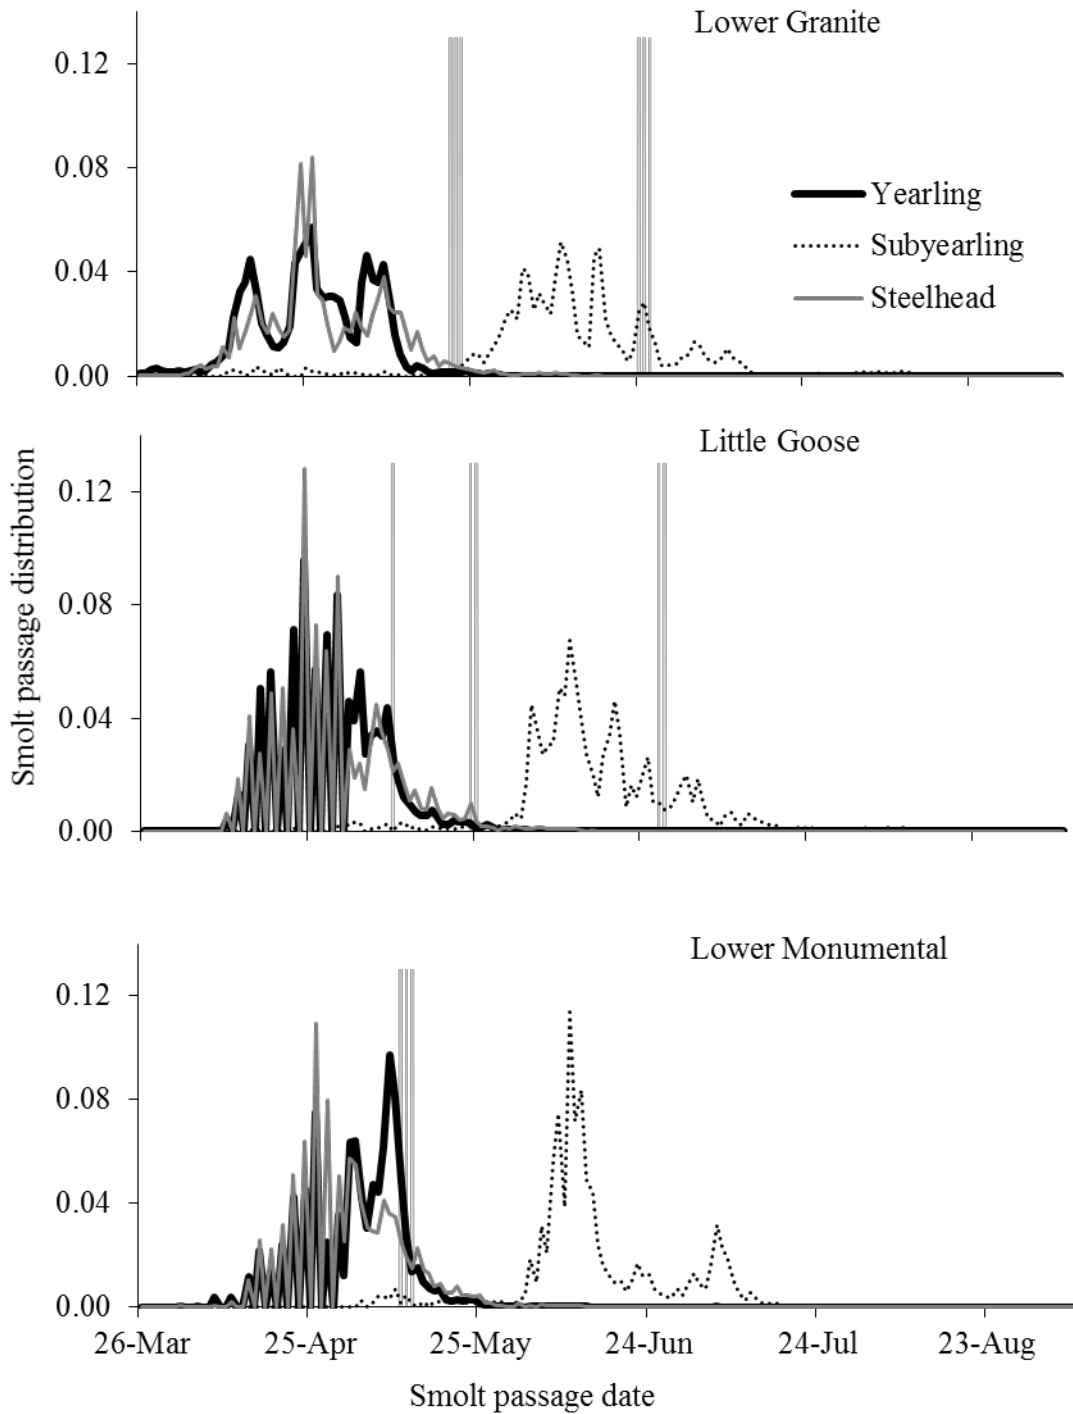 Lower Granite
0.12
0.08
0.04
0.00
Yearling
Subyearling
Steelhead
Little Goose
0.12
0.08
0.04
0.00
Smolt passage distribution
Lower Monumental
0.12
0.08
0.04
0.00
26-Mar 25-Apr 25-May 24-Jun 24-Jul 23-Aug
Smolt passage date